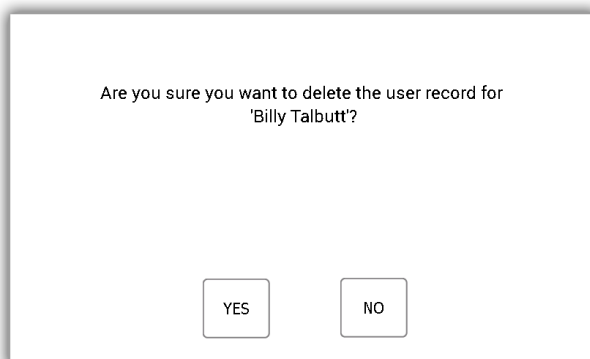 Are you sure you want to delete the user record for
'Billy Talbutt'?
YES
NO